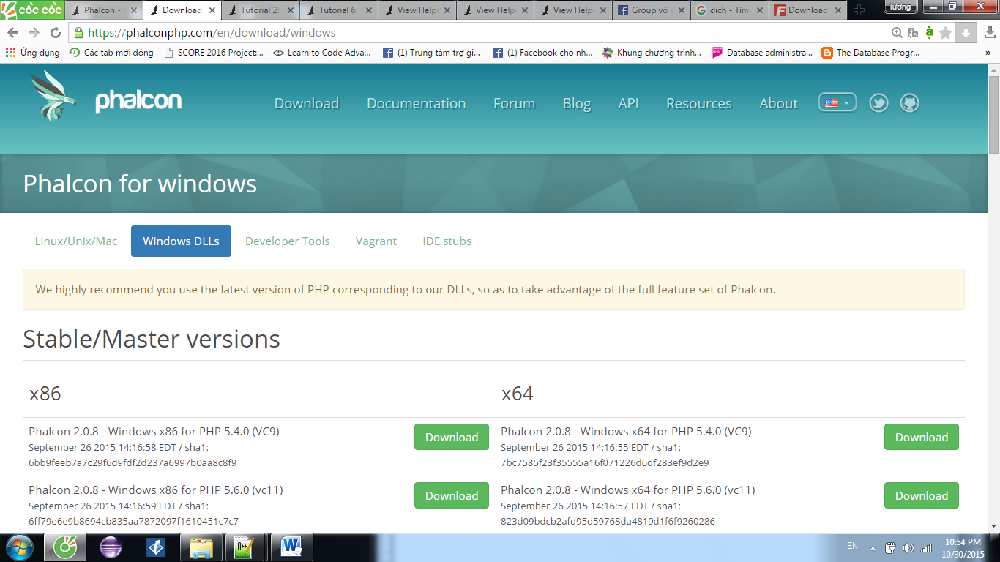 cốc cốc
Phalcon -
Download
Tutorial 2:
Tutorial 6:
View Help
View Help
View Help
Group vô
dich - Tim
Download
lương
https://phalconphp.com/en/download/windows
Ứng dụng
Các tab mới đóng
SCORE 2016 Project:...
Learn to Code Adva...
(1) Trung tâm trợ gi...
(1) Facebook cho nh...
Khung chương trình...
Database administra...
The Database Progr...
»
phalcon
Download
Documentation
Forum
Blog
API
Resources
About
Phalcon for windows
Linux/Unix/Mac
Windows DLLs
Developer Tools
Vagrant
IDE stubs
We highly recommend you use the latest version of PHP corresponding to our DLLs, so as to take advantage of the full feature set of Phalcon.
Stable/Master versions
x86
x64
Phalcon 2.0.8 - Windows x86 for PHP 5.4.0 (VC9)
September 26 2015 14:16:58 EDT / sha1:
6bb9feeb7a7c29f6d9fdf2d237a6997b0aa8c8f9
Download
Phalcon 2.0.8 - Windows x64 for PHP 5.4.0 (VC9)
September 26 2015 14:16:55 EDT / sha1:
7bc7585f23f35555a16f071226d6df283ef9d2e9
Download
Phalcon 2.0.8 - Windows x86 for PHP 5.6.0 (vc11)
September 26 2015 14:16:59 EDT / sha1:
6ff79e6e9b8694cb835aa7872097f1610451c7c7
Download
Phalcon 2.0.8 - Windows x64 for PHP 5.6.0 (vc11)
September 26 2015 14:16:57 EDT / sha1:
823d09bdcb2afd95d59768da4819d1f6f9260286
Download
EN
10:54 PM
10/30/2015